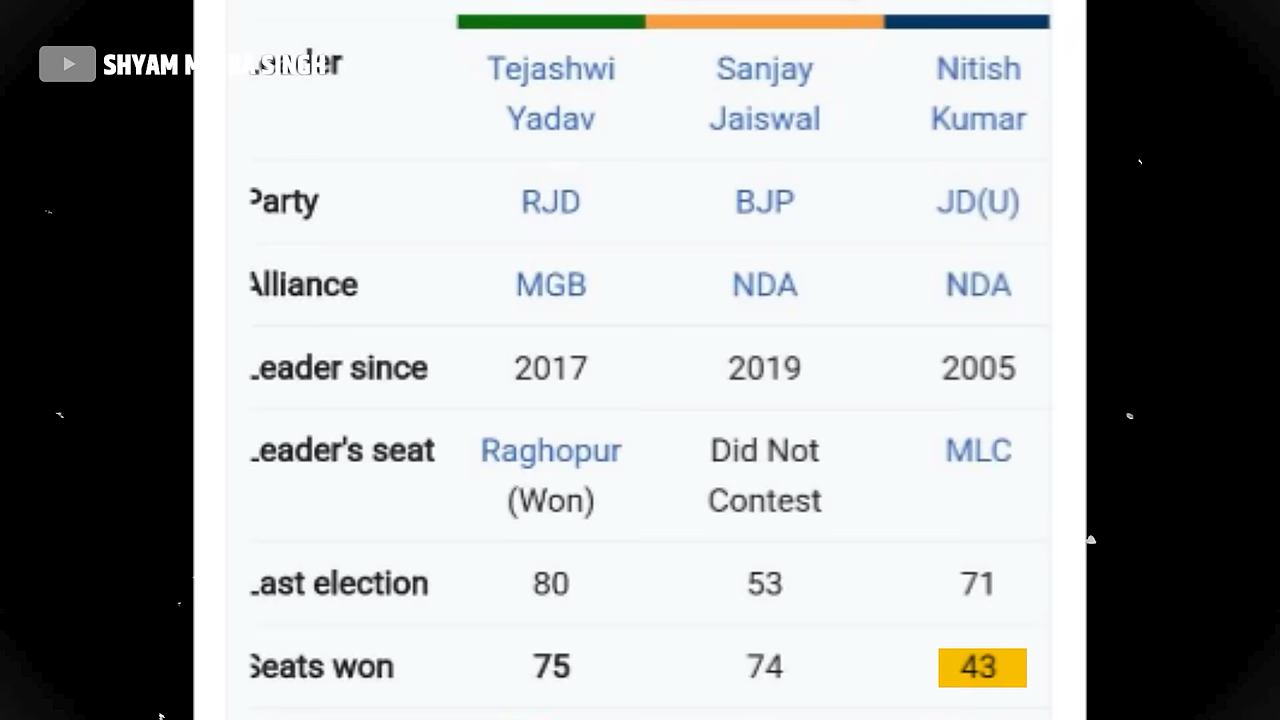 SHYAM M
Tejashwi Sanjay Nitish
Yadav Jaiswal Kumar
Party RJD BJP JD(U)
Alliance MGB NDA NDA
Leader since 2017 2019 2005
Leader's seat Raghopur Did Not MLC
(Won) Contest
Last election 80 53 71
Seats won 75 74 43